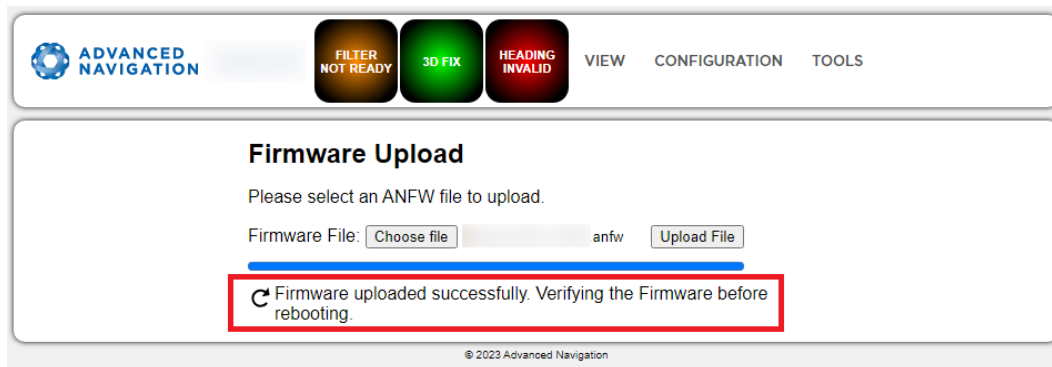 ADVANCED
NAVIGATION
FILTER
NOT READY
3D FIX
HEADING
INVALID
VIEW
CONFIGURATION
TOOLS
Firmware Upload
Please select an ANFW file to upload.
Firmware File: Choose file anfw Upload File
Firmware uploaded successfully. Verifying the Firmware before
rebooting.
© 2023 Advanced Navigation